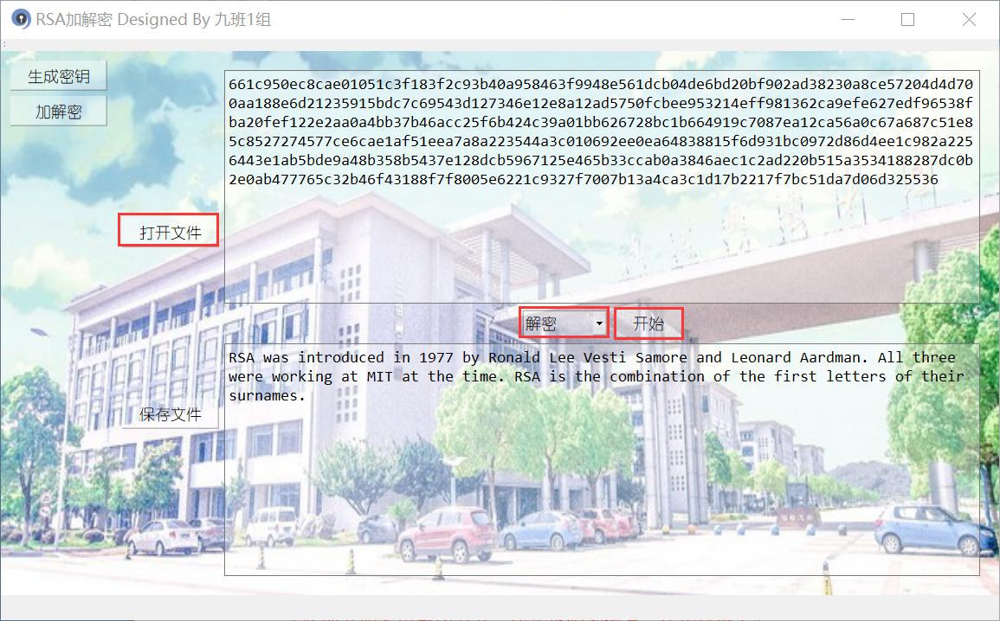 RSA加解密 Designed By 九班1组
生成密钥
加解密
661c950ec8cae01051c3f183f2c93b40a958463f9948e561dcb04de6bd20bf902ad38230a8ce57204d4d70
0aa188e6d21235915bdc7c69543d127346e12e8a12ad5750fcbee953214eff981362ca9efe627edf96538f
ba20fef122e2aa0a4bb37b46acc25f6b424c39a01bb626728bc1b664919c7087ea12ca56a0c67a687c51e8
5c8527274577ce6cae1af51eea7a8a223544a3c010692ee0ea64838815f6d931bc0972d86d4ee1c982a225
6443e1ab5bde9a48b358b5437e128dcb5967125e465b33ccab0a3846aec1c2ad220b515a3534188287dc0b
2e0ab477765c32b46f43188f7f8005e6221c9327f7007b13a4ca3c1d17b2217f7bc51da7d06d325536
打开文件
解密
开始
RSA was introduced in 1977 by Ronald Lee Vesti Samore and Leonard Aardman. All three
were working at MIT at the time. RSA is the combination of the first letters of their
surnames.
保存文件